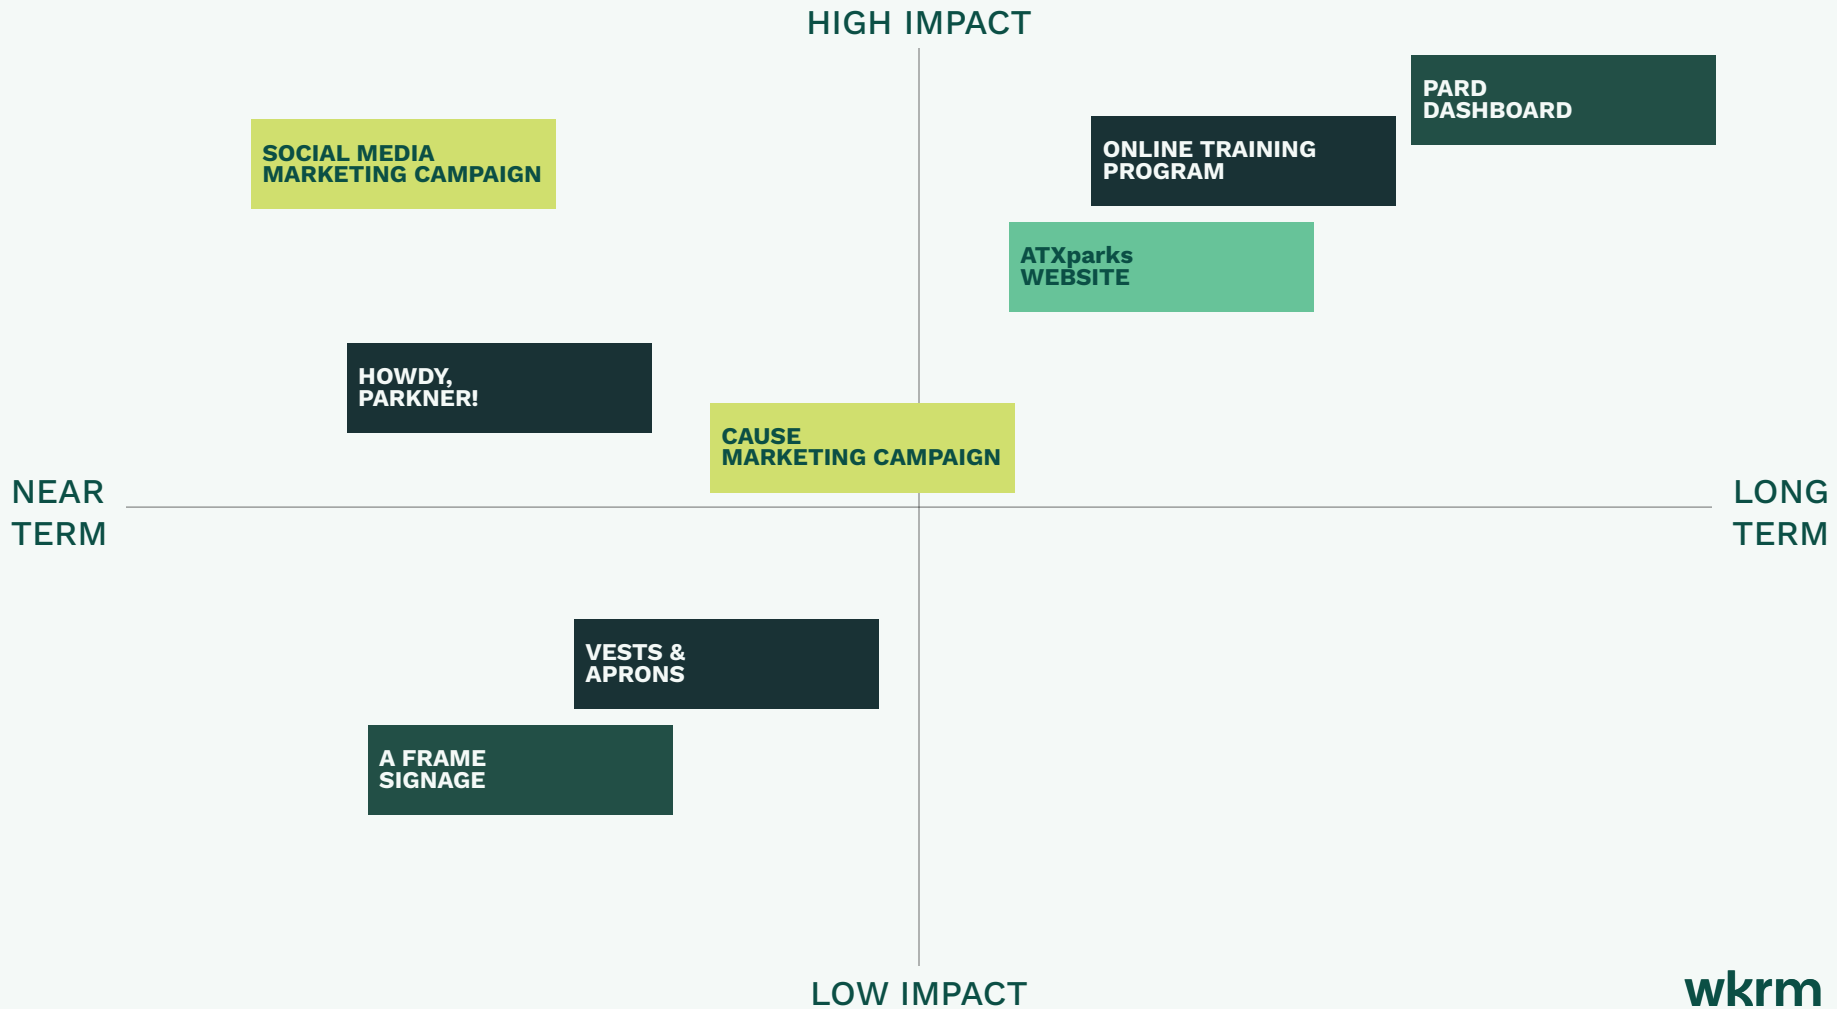 HIGH IMPACT
PARD
DASHBOARD
ONLINE TRAINING
PROGRAM
SOCIAL MEDIA
MARKETING CAMPAIGN
ATXparks
WEBSITE
HOWDY,
PARKNER!
CAUSE
MARKETING CAMPAIGN
NEAR
TERM
LONG
TERM
VESTS &
APRONS
A FRAME
SIGNAGE
LOW IMPACT
wkrm